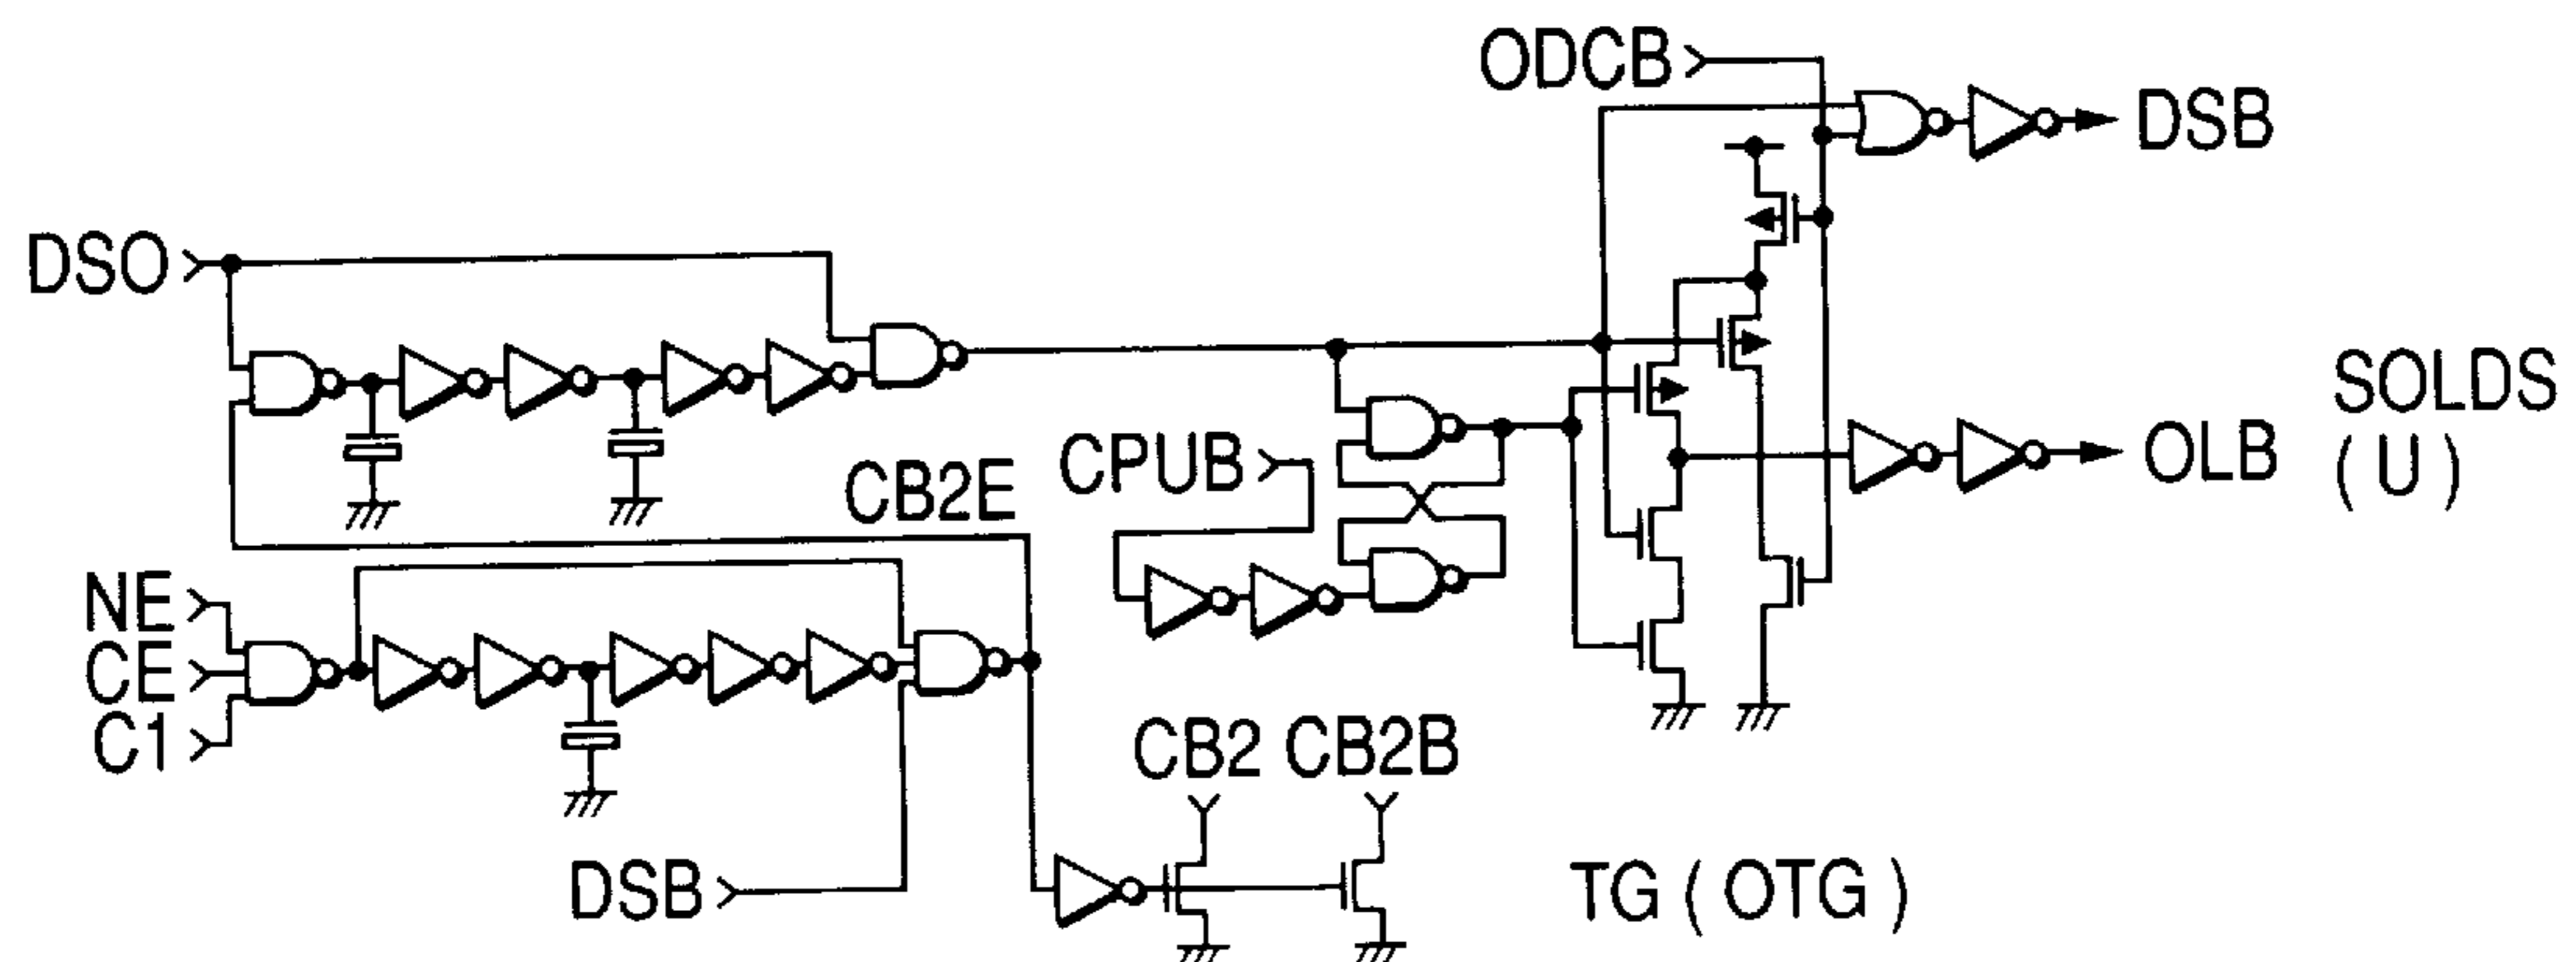 ODCB
DSB
DSO
SOLDS
( U )
CPUB
OLB
CB2E
NE
CE
C1
CB2 CB2B
DSB
TG ( OTG )